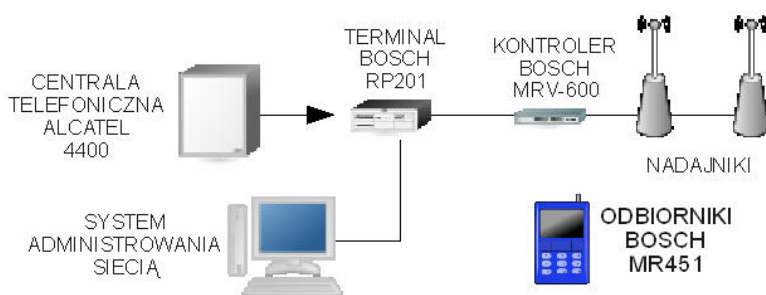 CENTRALA
TELEFONICZNA
ALCATEL
4400
TERMINAL
BOSCH
RP201
KONTROLER
BOSCH
MRV-600
NADAJNIKI
SYSTEM
ADMINISTROWANIA
SIECIĄ
ODBIORNIKI
BOSCH
MR451